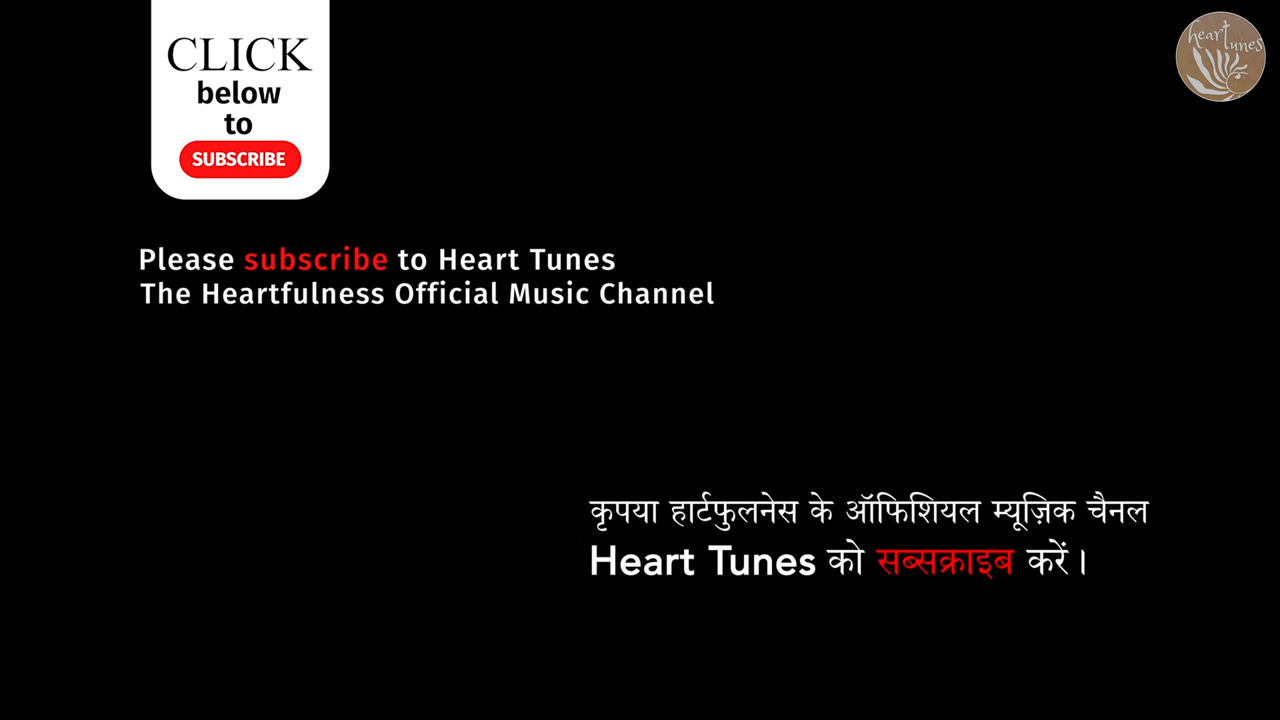 CLICK
below
to
SUBSCRIBE
heart
tunes
Please subscribe to Heart Tunes
The Heartfulness Official Music Channel
कृपया हार्टफुलनेस के ऑफिशियल म्यूज़िक चैनल
Heart Tunes को सब्सक्राइब करें।